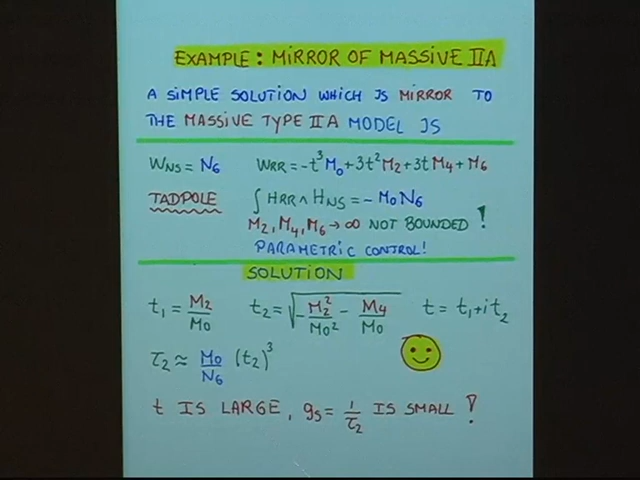 EXAMPLE: MIRROR OF MASSIVE IIA
A SIMPLE SOLUTION WHICH IS MIRROR TO
THE MASSIVE TYPE IIA MODEL IS
W_NS = N_6   W_RR = -t^3 M_0 + 3t^2 M_2 + 3t M_4 + M_6
TADPOLE   ∫ H_RR ∧ H_NS = - M_0 N_6
M_2, M_4, M_6 → ∞ NOT BOUNDED!
PARAMETRIC CONTROL!
SOLUTION
t_1 = M_2/M_0   t_2 = √(-M_2^2/M_0^2 - M_4/M_0)   t = t_1 + i t_2
τ_2 ≈ M_0/N_6 (t_2)^3
t IS LARGE, g_s = 1/τ_2 IS SMALL!